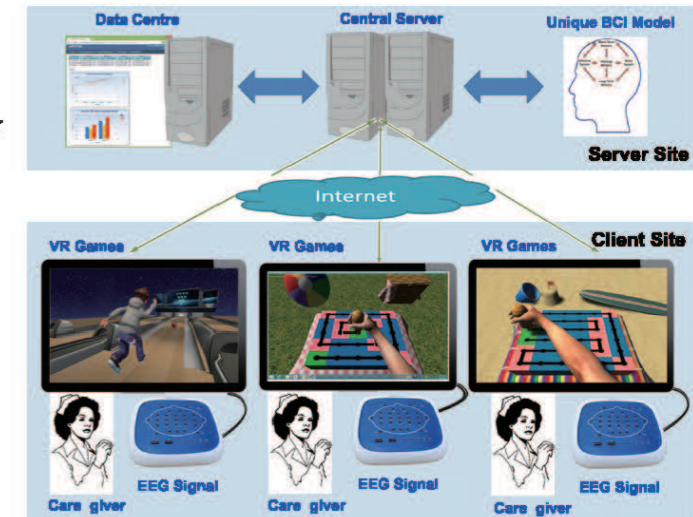 Data Centre
Central Server
Unique BCI Model
Server Site
Internet
Client Site
VR Games
VR Games
VR Games
EEG Signal
EEG Signal
EEG Signal
Care giver
Care giver
Care giver